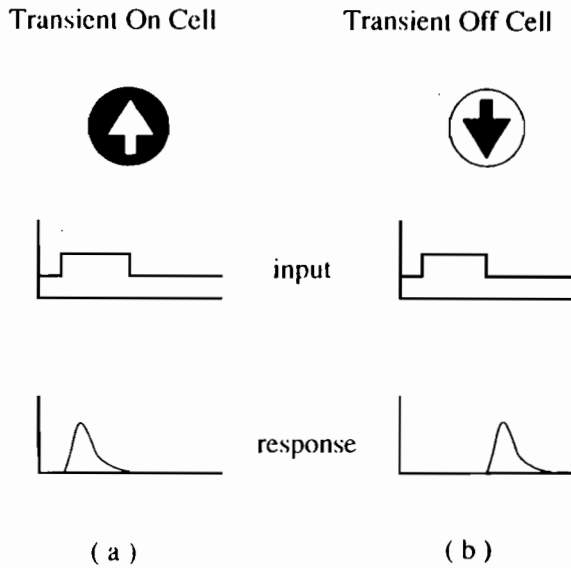 Transient On Cell Transient Off Cell
input
response
( a ) ( b )